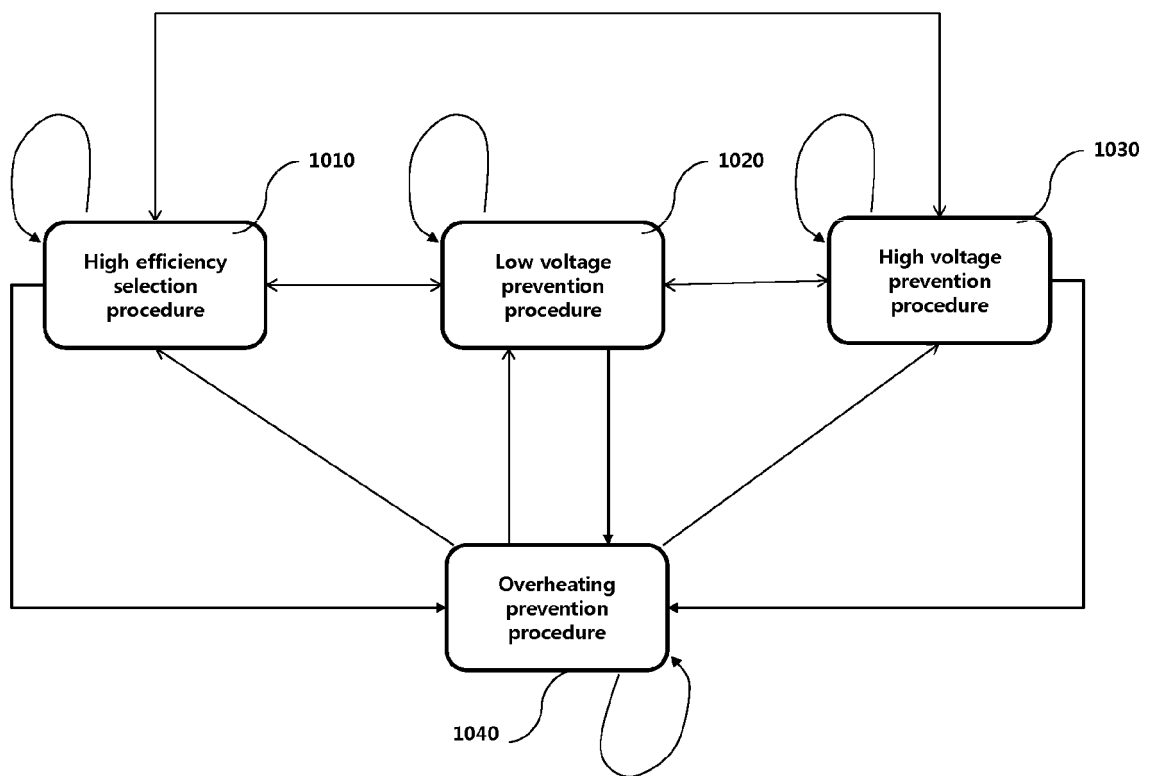 1010
1020
1030
High efficiency
selection
procedure
Low voltage
prevention
procedure
High voltage
prevention
procedure
Overheating
prevention
procedure
1040